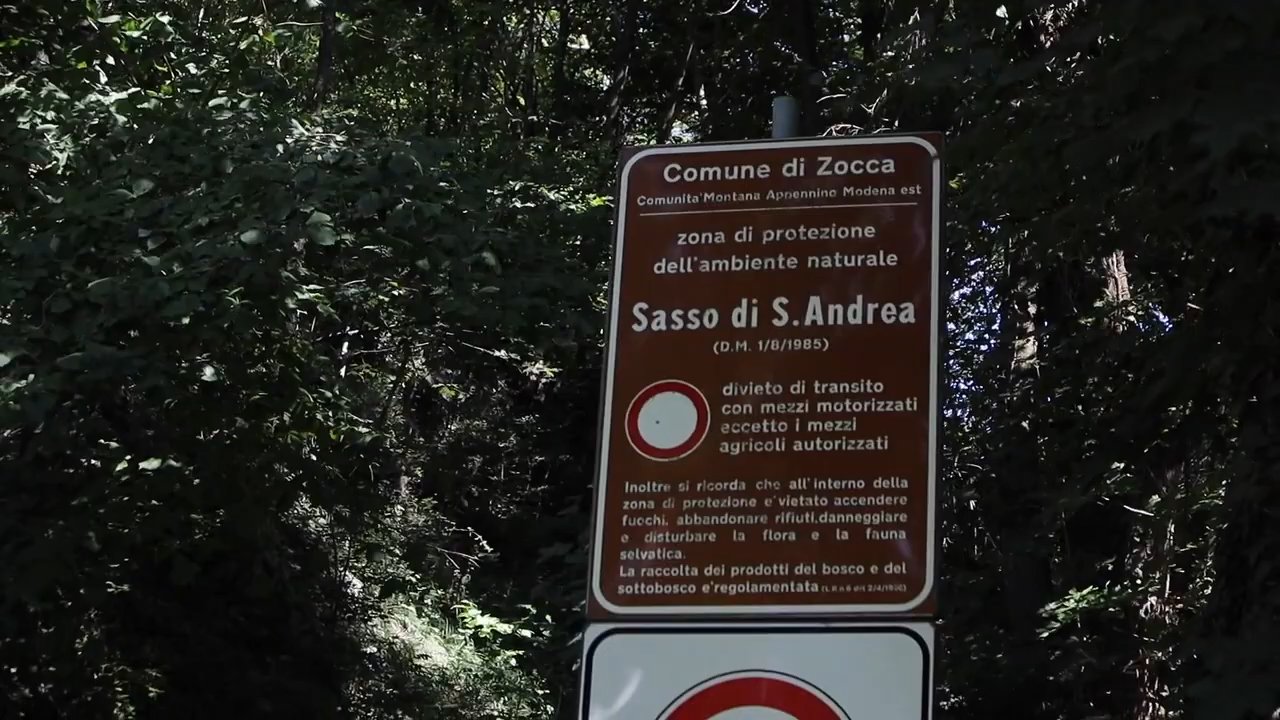 Comune di Zocca
Comunita' Montana Appennino Modena est
zona di protezione
dell'ambiente naturale
Sasso di S.Andrea
(D.M. 1/8/1985)
divieto di transito
con mezzi motorizzati
eccetto i mezzi
agricoli autorizzati
Inoltre si ricorda che all'interno della
zona di protezione e' vietato accendere
fuochi, abbandonare rifiuti,danneggiare
o disturbare la flora e la fauna
selvatica.
La raccolta dei prodotti del bosco e del
sottobosco e'regolamentata